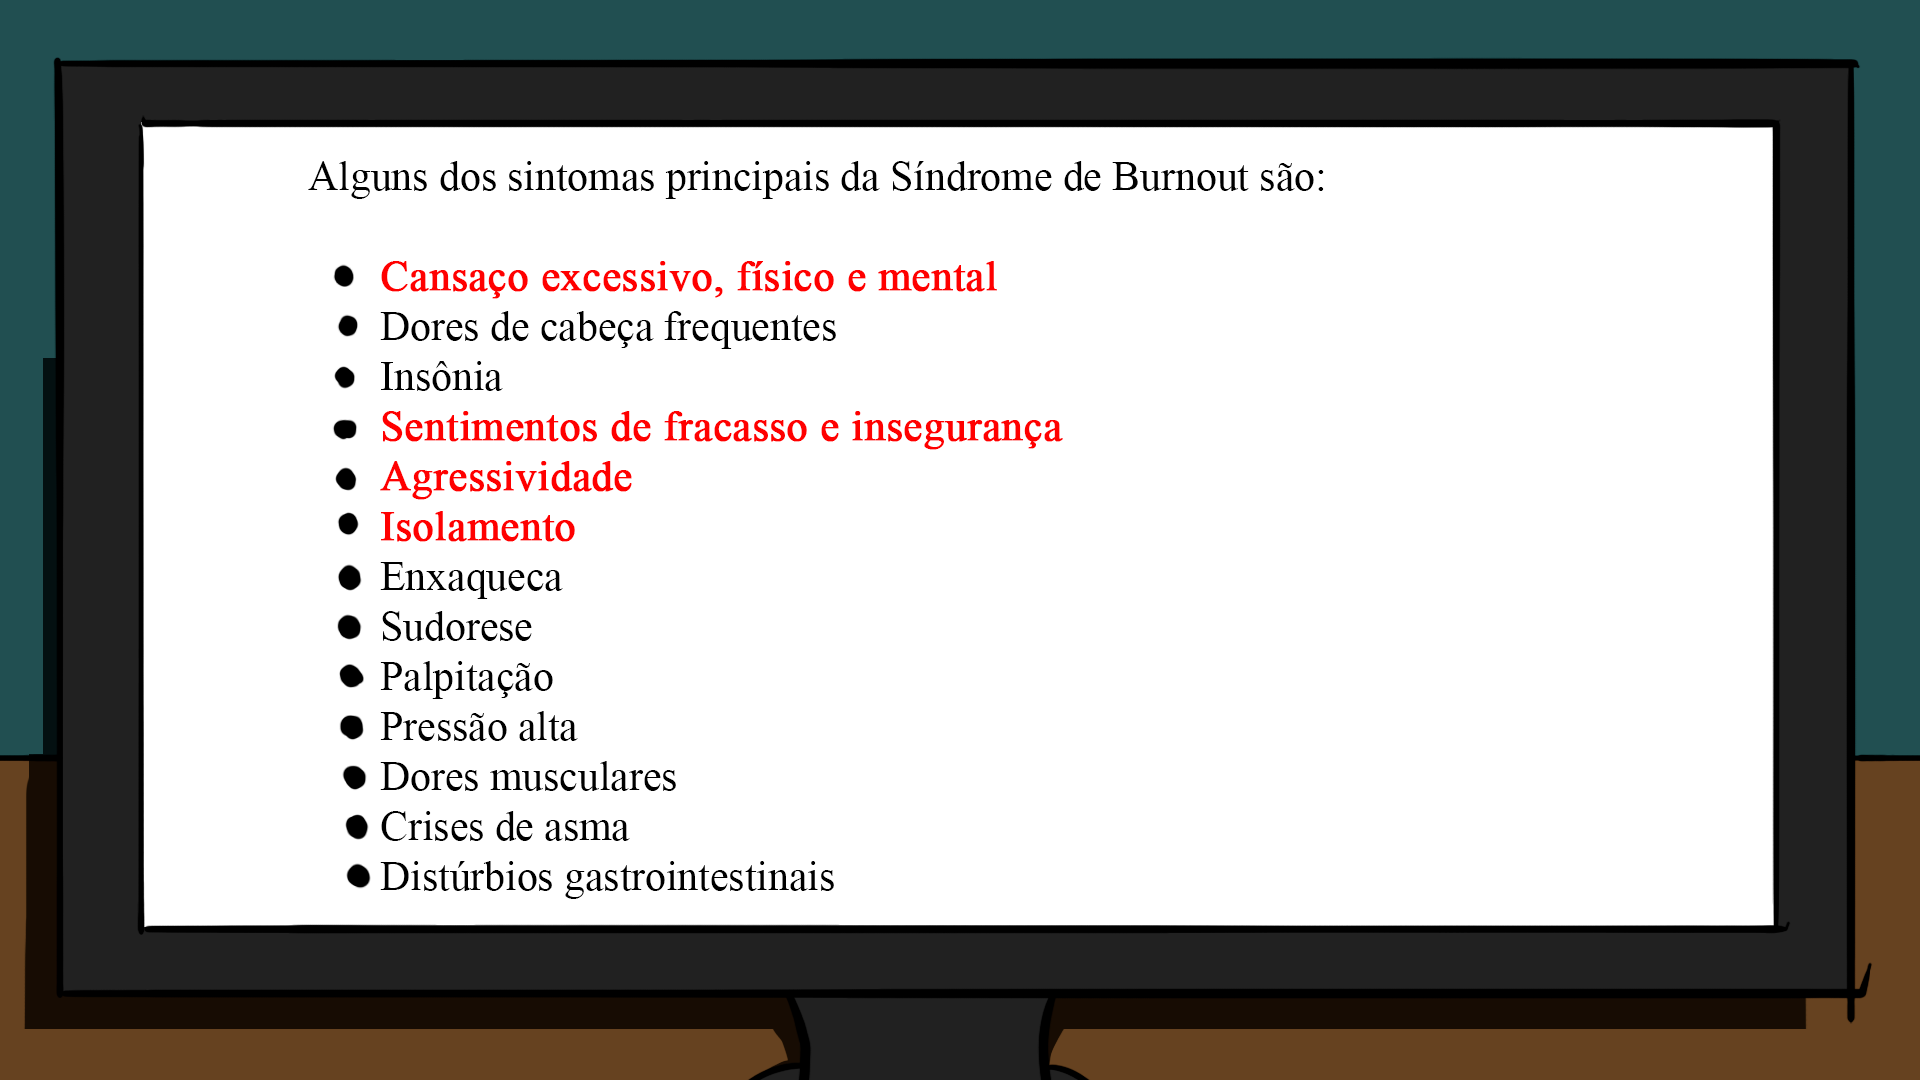 Alguns dos sintomas principais da Síndrome de Burnout são:
● Cansaço excessivo, físico e mental
● Dores de cabeça frequentes
● Insônia
● Sentimentos de fracasso e insegurança
● Agressividade
● Isolamento
● Enxaqueca
● Sudorese
● Palpitação
● Pressão alta
● Dores musculares
● Crises de asma
● Distúrbios gastrointestinais